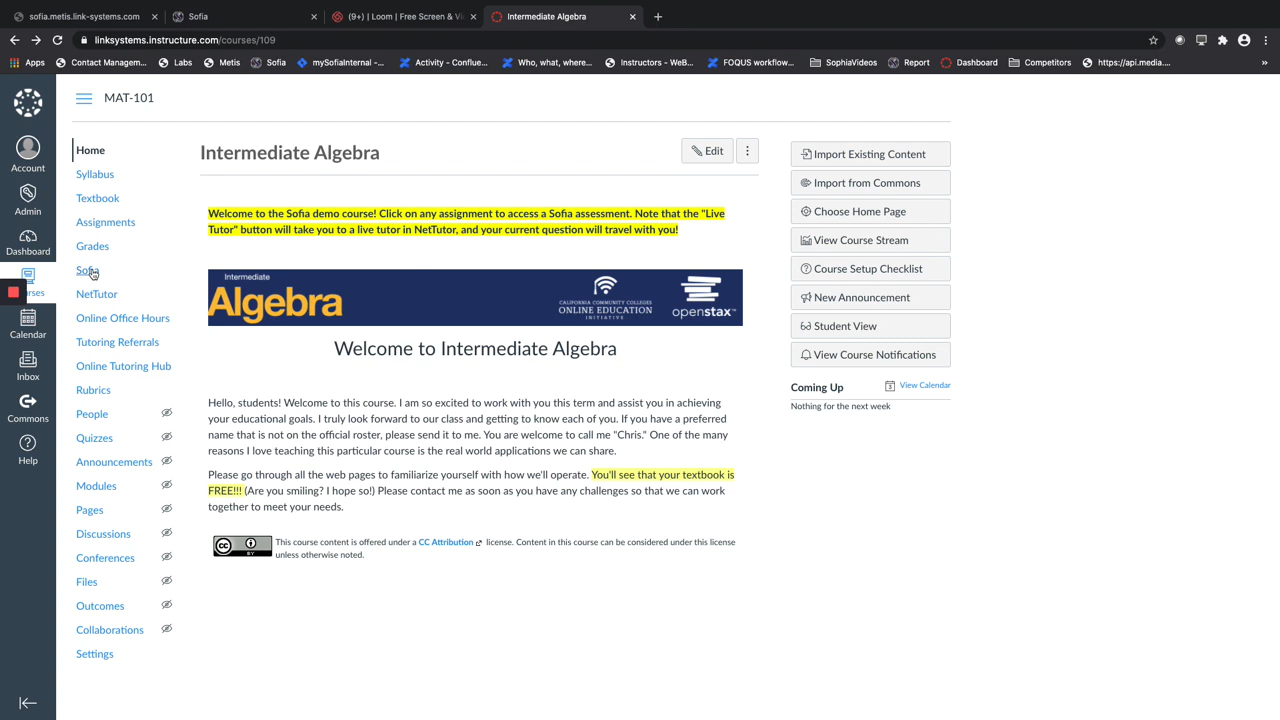 sofia.metis.link-systems.com
Sofia
(9+) | Loom | Free Screen & Vi
Intermediate Algebra
linksystems.instructure.com/courses/109
Apps
Contact Managem...
Labs
Metis
Sofia
mySofiaInternal -...
Activity - Conflue...
Who, what, where...
Instructors - WeB...
FOQUS workshop...
SophiaVideos
Report
Dashboard
Competitors
https://api.media....
»
MAT-101
Account
Admin
Dashboard
urses
Calendar
Inbox
Commons
Help
Home
Syllabus
Textbook
Assignments
Grades
Sofia
NetTutor
Online Office Hours
Tutoring Referrals
Online Tutoring Hub
Rubrics
People
Quizzes
Announcements
Modules
Pages
Discussions
Conferences
Files
Outcomes
Collaborations
Settings
Intermediate Algebra
Edit
Welcome to the Sofia demo course! Click on any assignment to access a Sofia assessment. Note that the "Live
Tutor" button will take you to a live tutor in NetTutor, and your current question will travel with you!
Intermediate
Algebra
CALIFORNIA COMMUNITY COLLEGES
ONLINE EDUCATION
INITIATIVE
openstax™
Welcome to Intermediate Algebra
Hello, students! Welcome to this course. I am so excited to work with you this term and assist you in achieving
your educational goals. I truly look forward to our class and getting to know each of you. If you have a preferred
name that is not on the official roster, please send it to me. You are welcome to call me "Chris." One of the many
reasons I love teaching this particular course is the real world applications we can share.
Please go through all the web pages to familiarize yourself with how we'll operate. You'll see that your textbook is
FREE!!! (Are you smiling? I hope so!) Please contact me as soon as you have any challenges so that we can work
together to meet your needs.
CC BY
This course content is offered under a CC Attribution license. Content in this course can be considered under this license
unless otherwise noted.
Import Existing Content
Import from Commons
Choose Home Page
View Course Stream
Course Setup Checklist
New Announcement
Student View
View Course Notifications
Coming Up
View Calendar
Nothing for the next week